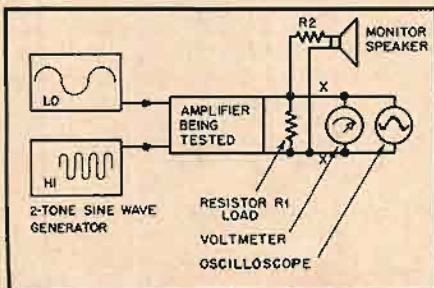 R2
MONITOR
SPEAKER
LO
X
AMPLIFIER
BEING
TESTED
HI
X
2-TONE SINE WAVE
GENERATOR
RESISTOR R1
LOAD
VOLTMETER
OSCILLOSCOPE